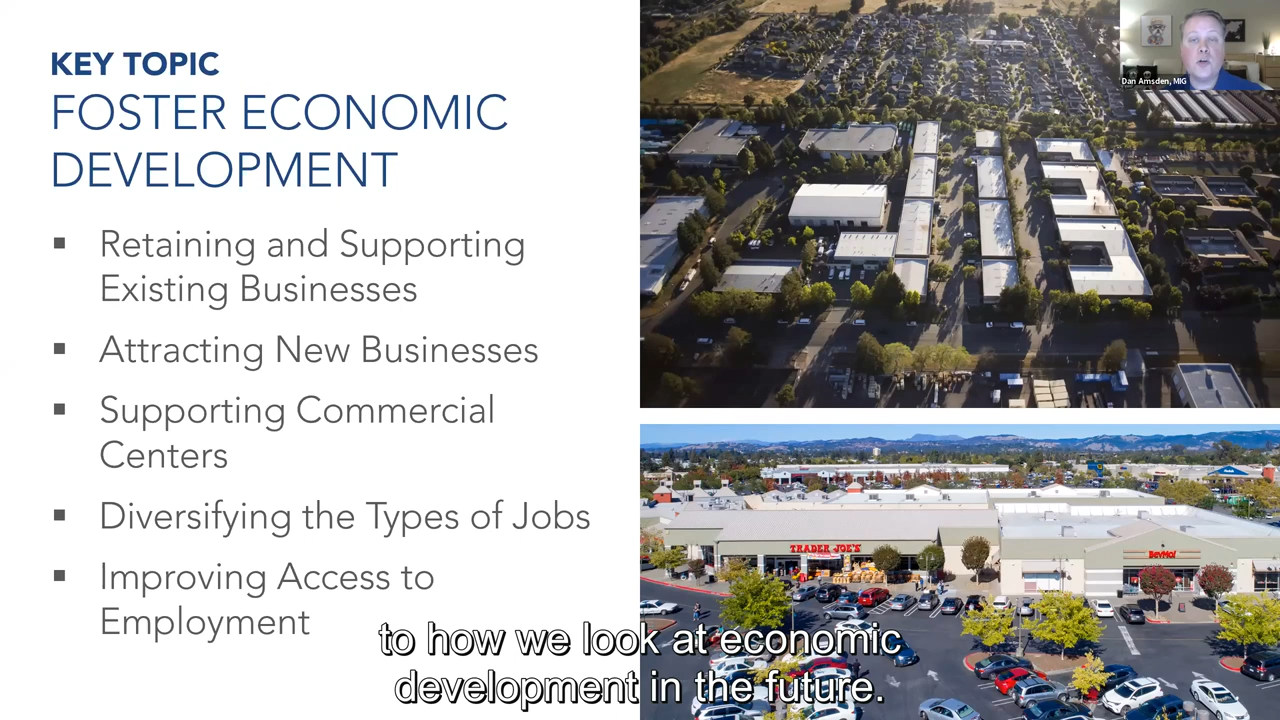 KEY TOPIC
FOSTER ECONOMIC
DEVELOPMENT
▪ Retaining and Supporting
Existing Businesses
▪ Attracting New Businesses
▪ Supporting Commercial
Centers
▪ Diversifying the Types of Jobs
▪ Improving Access to
Employment
Dan Amsden, MIG
TRADER JOE'S
BevMo!
to how we look at economic
development in the future.